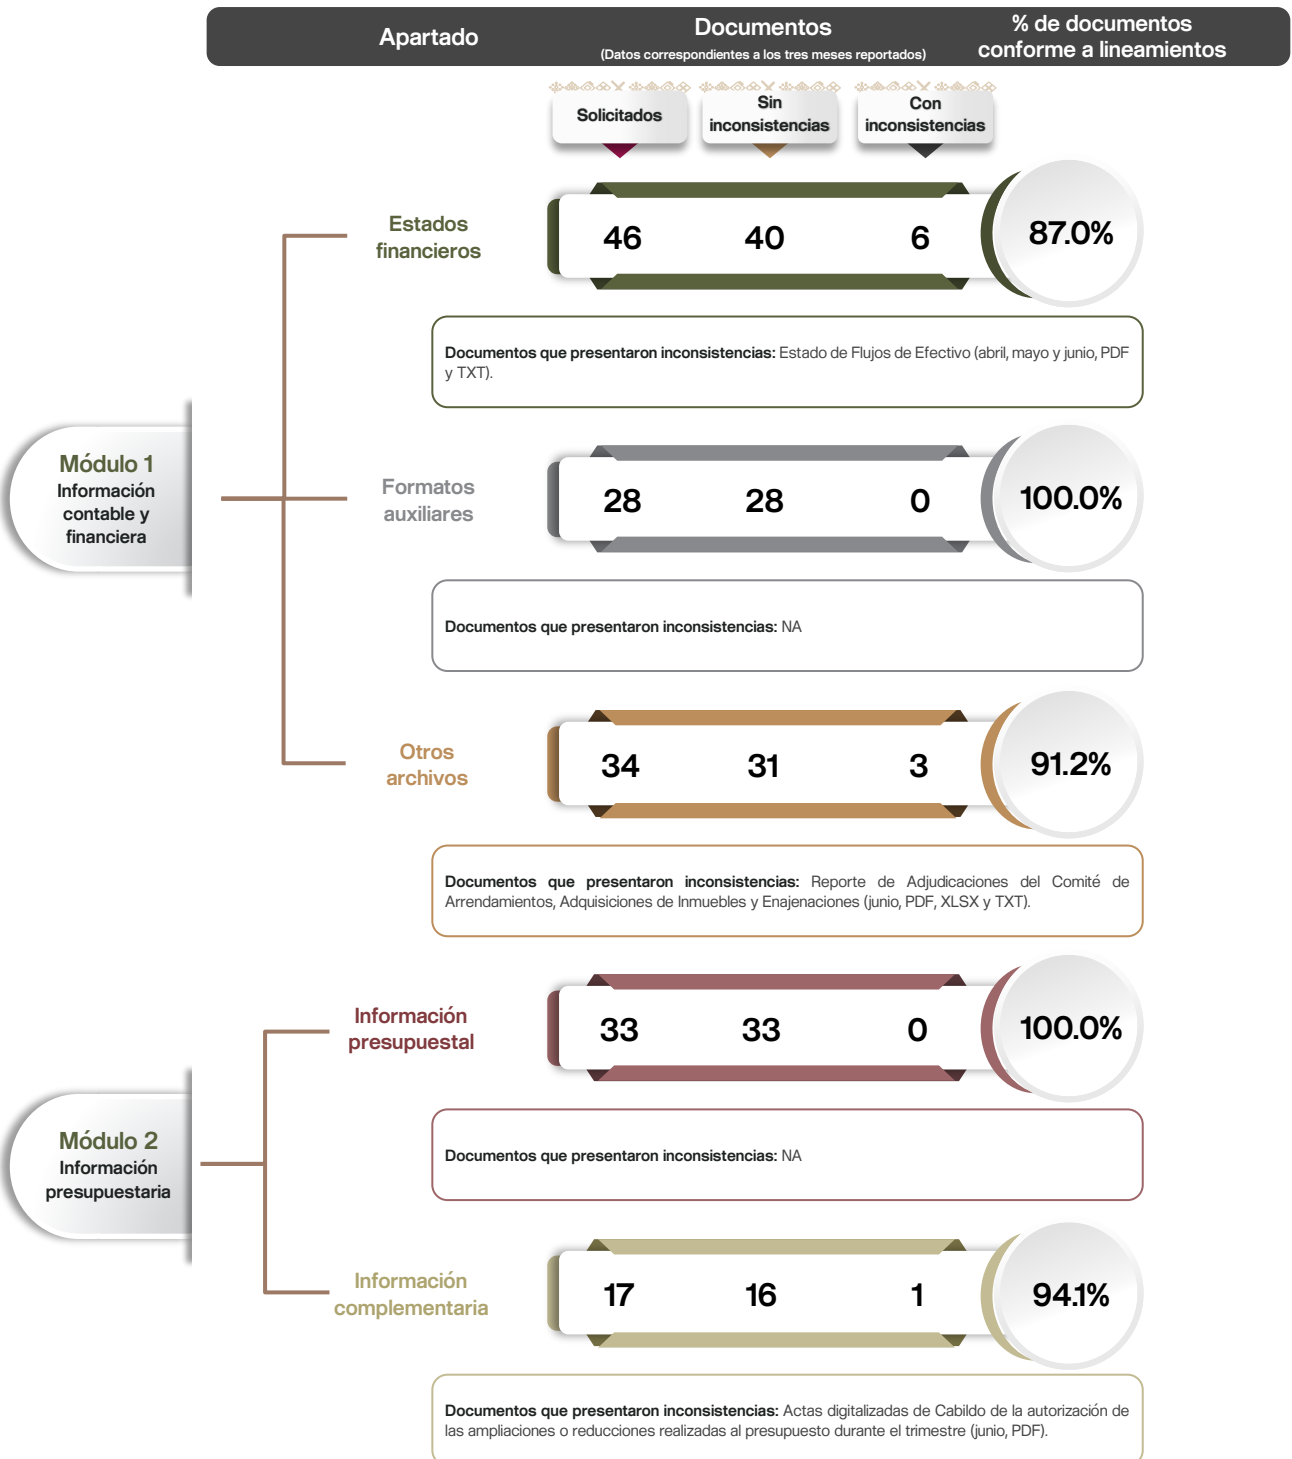 Apartado
Documentos
(Datos correspondientes a los tres meses reportados)
% de documentos
conforme a lineamientos
Solicitados
Sin
inconsistencias
Con
inconsistencias
Módulo 1
Información
contable y
financiera
Estados
financieros
46 40 6 87.0%
Documentos que presentaron inconsistencias: Estado de Flujos de Efectivo (abril, mayo y junio, PDF
y TXT).
Formatos
auxiliares
28 28 0 100.0%
Documentos que presentaron inconsistencias: NA
Otros
archivos
34 31 3 91.2%
Documentos que presentaron inconsistencias: Reporte de Adjudicaciones del Comité de
Arrendamientos, Adquisiciones de Inmuebles y Enajenaciones (junio, PDF, XLSX y TXT).
Módulo 2
Información
presupuestaria
Información
presupuestal
33 33 0 100.0%
Documentos que presentaron inconsistencias: NA
Información
complementaria
17 16 1 94.1%
Documentos que presentaron inconsistencias: Actas digitalizadas de Cabildo de la autorización de
las ampliaciones o reducciones realizadas al presupuesto durante el trimestre (junio, PDF).